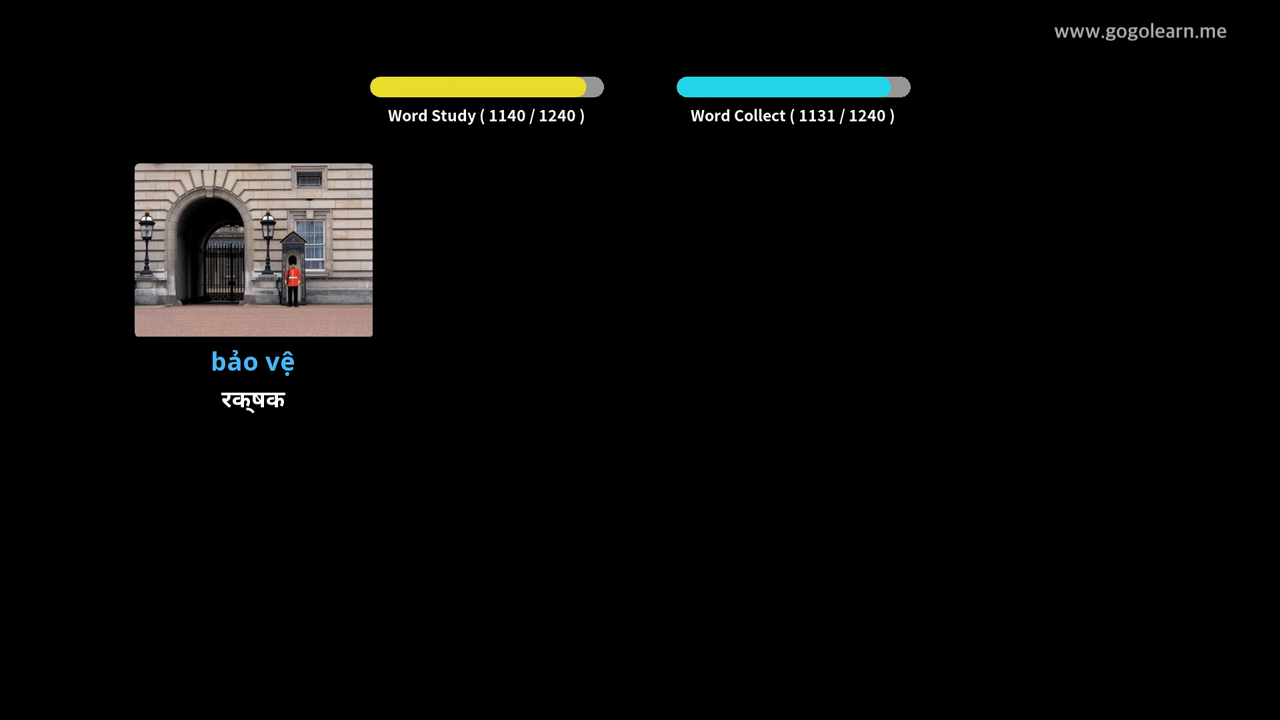 www.gogolearn.me
Word Study ( 1140 / 1240 )
Word Collect ( 1131 / 1240 )
bảo vệ
रक्षक